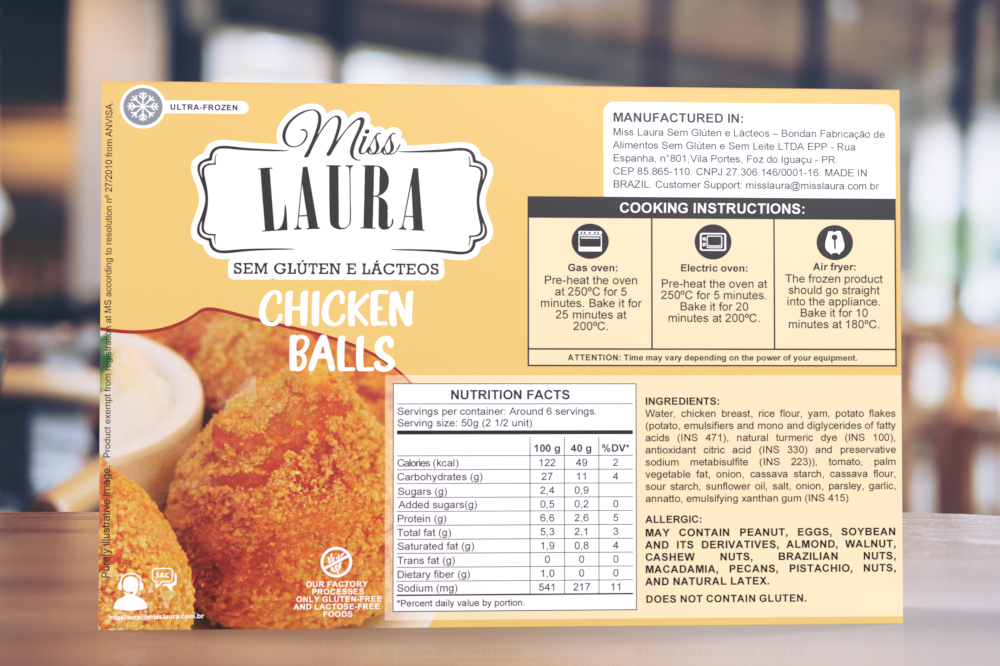 ULTRA-FROZEN
Miss
LAURA
SEM GLÚTEN E LÁCTEOS
CHICKEN
BALLS
Purely illustrative image. Product exempt from registration at MS according to resolution nº 27/2010 from ANVISA.
MANUFACTURED IN:
Miss Laura Sem Glúten e Lácteos – Bondan Fabricação de
Alimentos Sem Glúten e Sem Leite LTDA EPP - Rua
Espanha, n°801,Vila Portes, Foz do Iguaçu - PR.
CEP 85.865-110. CNPJ 27.306.146/0001-16. MADE IN
BRAZIL. Customer Support: misslaura@misslaura.com.br
COOKING INSTRUCTIONS:
Gas oven:
Pre-heat the oven
at 250ºC for 5
minutes. Bake it for
25 minutes at
200ºC.
Electric oven:
Pre-heat the oven at
250ºC for 5 minutes.
Bake it for 20
minutes at 200ºC.
Air fryer:
The frozen product
should go straight
into the appliance.
Bake it for 10
minutes at 180ºC.
ATTENTION: Time may vary depending on the power of your equipment.
NUTRITION FACTS
Servings per container: Around 6 servings.
Serving size: 50g (2 1/2 unit)
100 g 40 g %DV*
Calories (kcal) 122 49 2
Carbohydrates (g) 27 11 4
Sugars (g) 2,4 0,9
Added sugars(g) 0,5 0,2 0
Protein (g) 6,6 2,6 5
Total fat (g) 5,3 2,1 3
Saturated fat (g) 1,9 0,8 4
Trans fat (g) 0 0 0
Dietary fiber (g) 1,0 0 0
Sodium (mg) 541 217 11
*Percent daily value by portion.
INGREDIENTS:
Water, chicken breast, rice flour, yam, potato flakes
(potato, emulsifiers and mono and diglycerides of fatty
acids (INS 471), natural turmeric dye (INS 100),
antioxidant citric acid (INS 330) and preservative
sodium metabisulfite (INS 223)), tomato, palm
vegetable fat, onion, cassava starch, cassava flour,
sour starch, sunflower oil, salt, onion, parsley, garlic,
annatto, emulsifying xanthan gum (INS 415)
ALLERGIC:
MAY CONTAIN PEANUT, EGGS, SOYBEAN
AND ITS DERIVATIVES, ALMOND, WALNUT,
CASHEW NUTS, BRAZILIAN NUTS,
MACADAMIA, PECANS, PISTACHIO, NUTS,
AND NATURAL LATEX.
DOES NOT CONTAIN GLUTEN.
SAC
misslaura@misslaura.com.br
OUR FACTORY
PROCESSES
ONLY GLUTEN-FREE
AND LACTOSE-FREE
FOODS